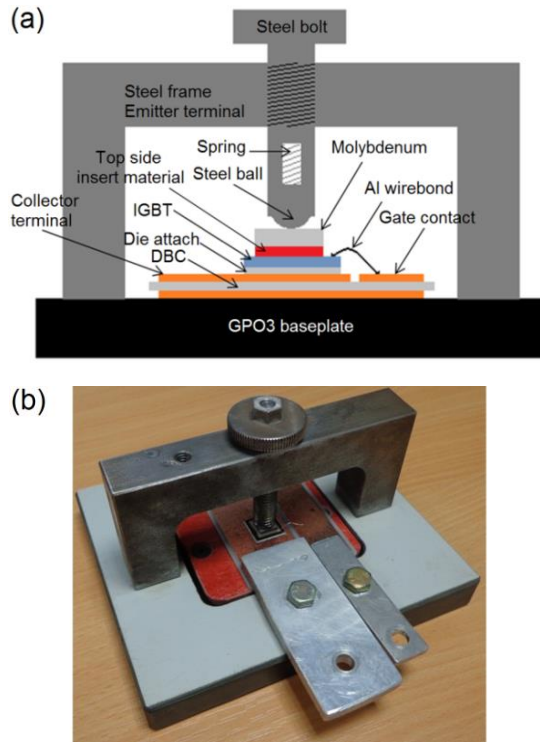 (a)
Steel bolt
Steel frame
Emitter terminal
Spring
Molybdenum
Top side
insert material
Steel ball
Al wirebond
Collector
terminal
IGBT
Gate contact
Die attach
DBC
GPO3 baseplate
(b)